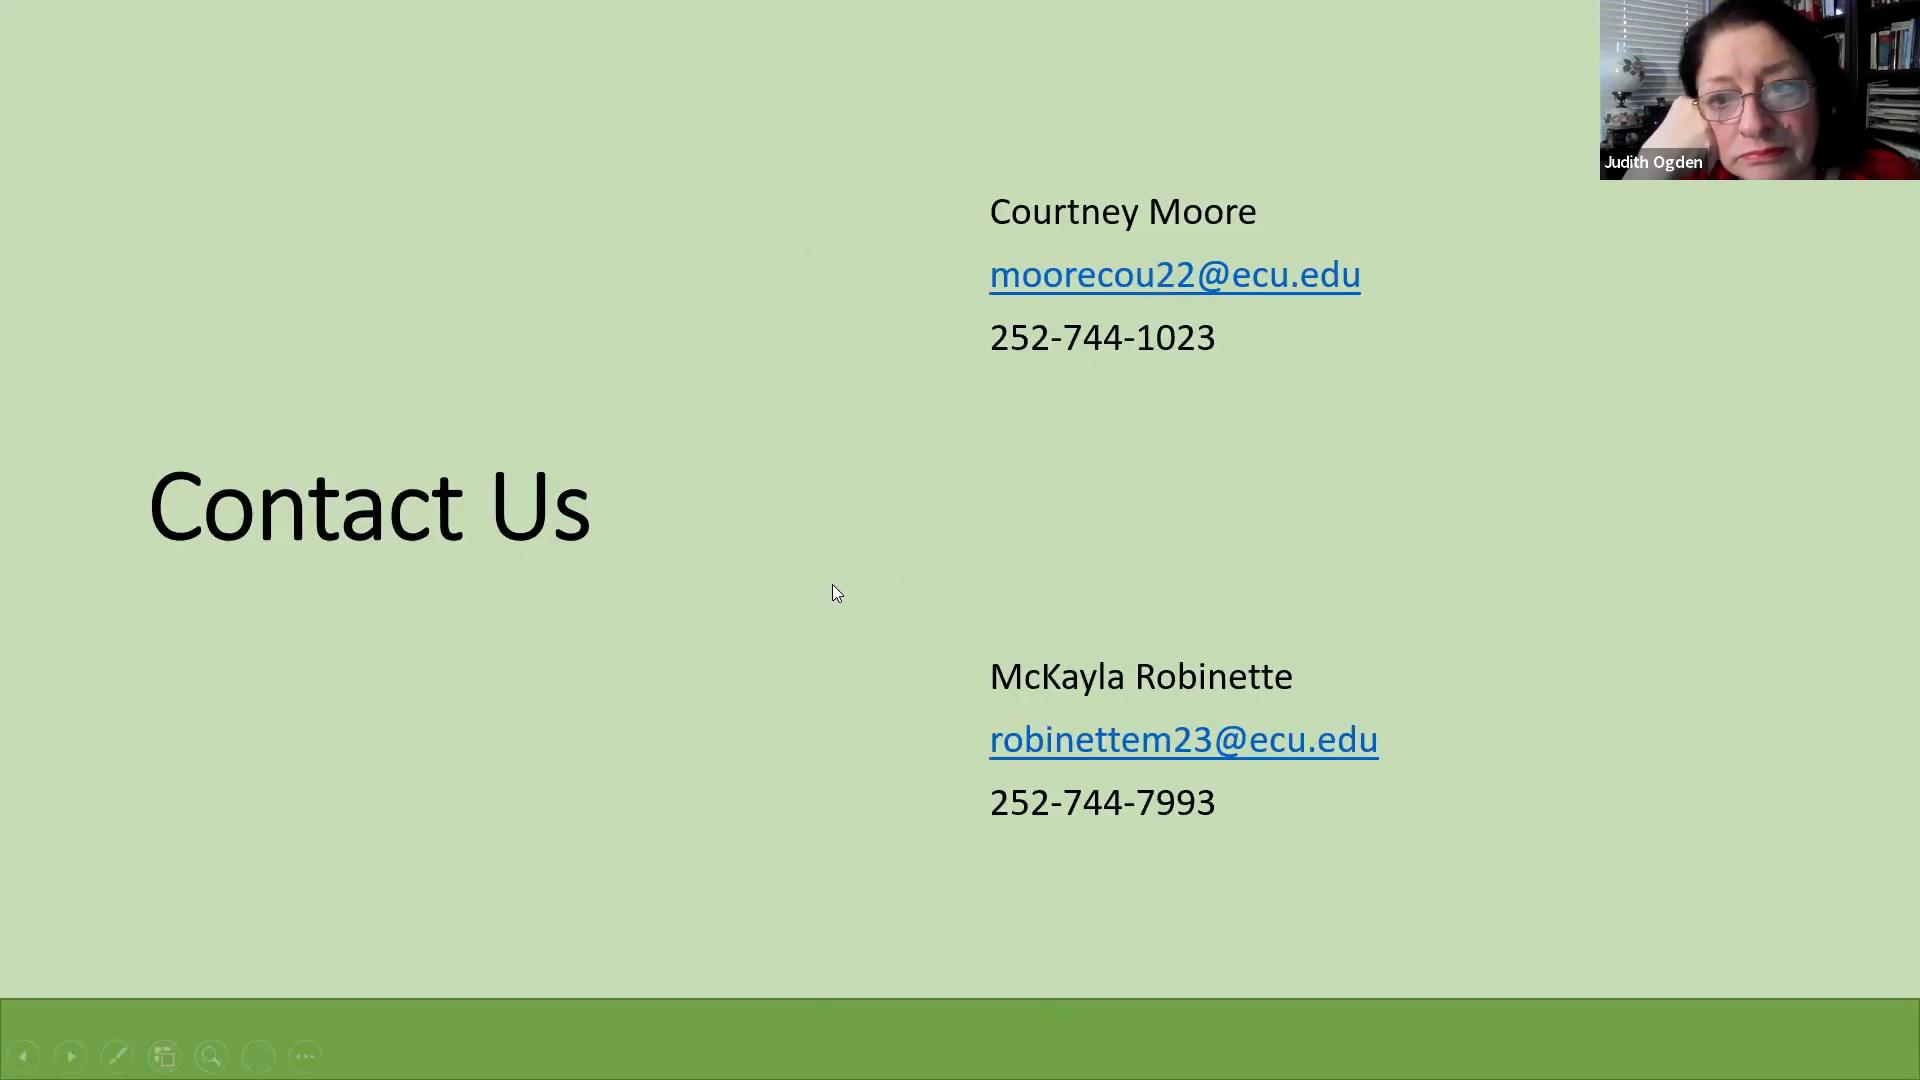 Judith Ogden
Courtney Moore
moorecou22@ecu.edu
252-744-1023
Contact Us
McKayla Robinette
robinettem23@ecu.edu
252-744-7993